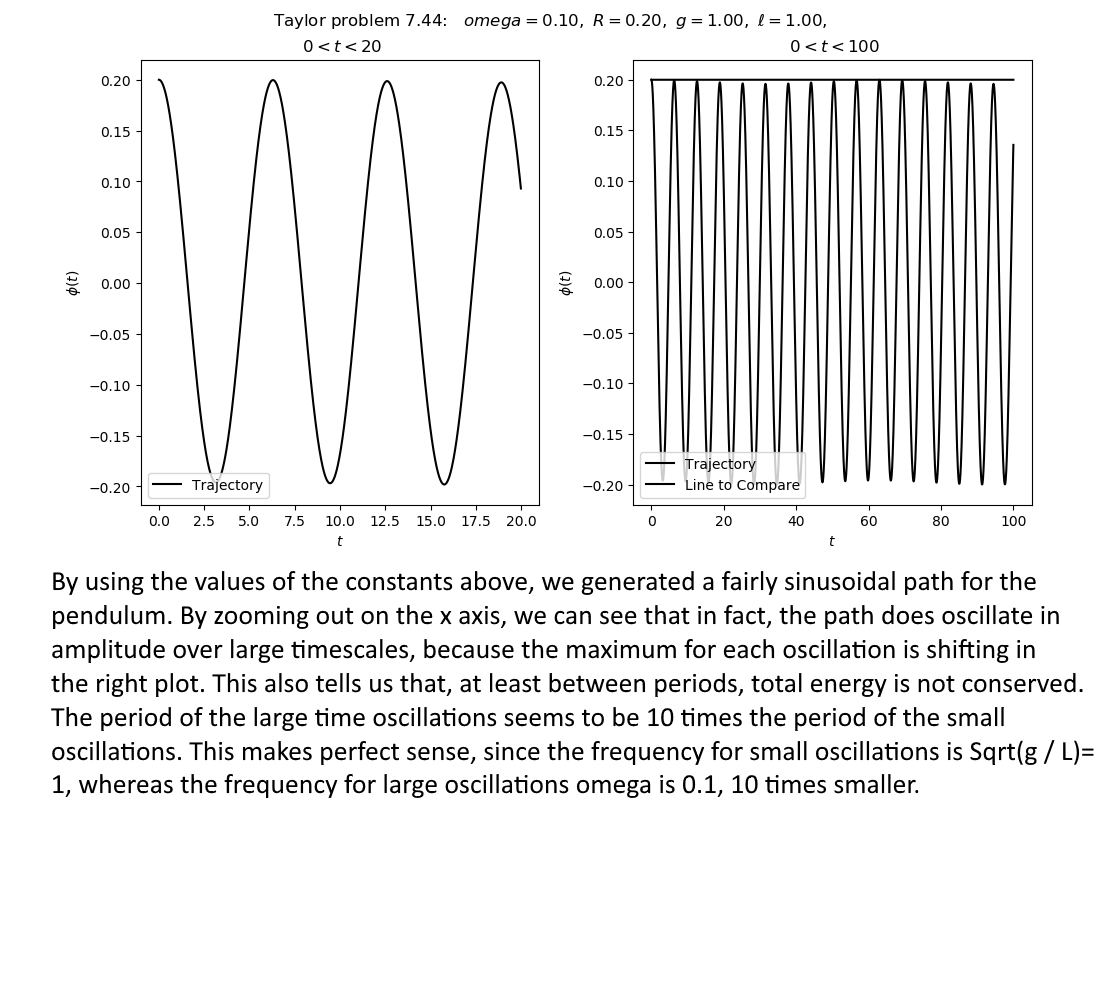 Taylor problem 7.44: omega = 0.10, R = 0.20, g = 1.00, ℓ = 1.00,
0 < t < 20
0.20
0.15
0.10
0.05
0.00
−0.05
−0.10
−0.15
−0.20
ϕ(t)
Trajectory
0.0 2.5 5.0 7.5 10.0 12.5 15.0 17.5 20.0
t
0 < t < 100
0.20
0.15
0.10
0.05
0.00
−0.05
−0.10
−0.15
−0.20
ϕ(t)
Trajectory
Line to Compare
0 20 40 60 80 100
t
By using the values of the constants above, we generated a fairly sinusoidal path for the
pendulum. By zooming out on the x axis, we can see that in fact, the path does oscillate in
amplitude over large timescales, because the maximum for each oscillation is shifting in
the right plot. This also tells us that, at least between periods, total energy is not conserved.
The period of the large time oscillations seems to be 10 times the period of the small
oscillations. This makes perfect sense, since the frequency for small oscillations is Sqrt(g / L)=
1, whereas the frequency for large oscillations omega is 0.1, 10 times smaller.